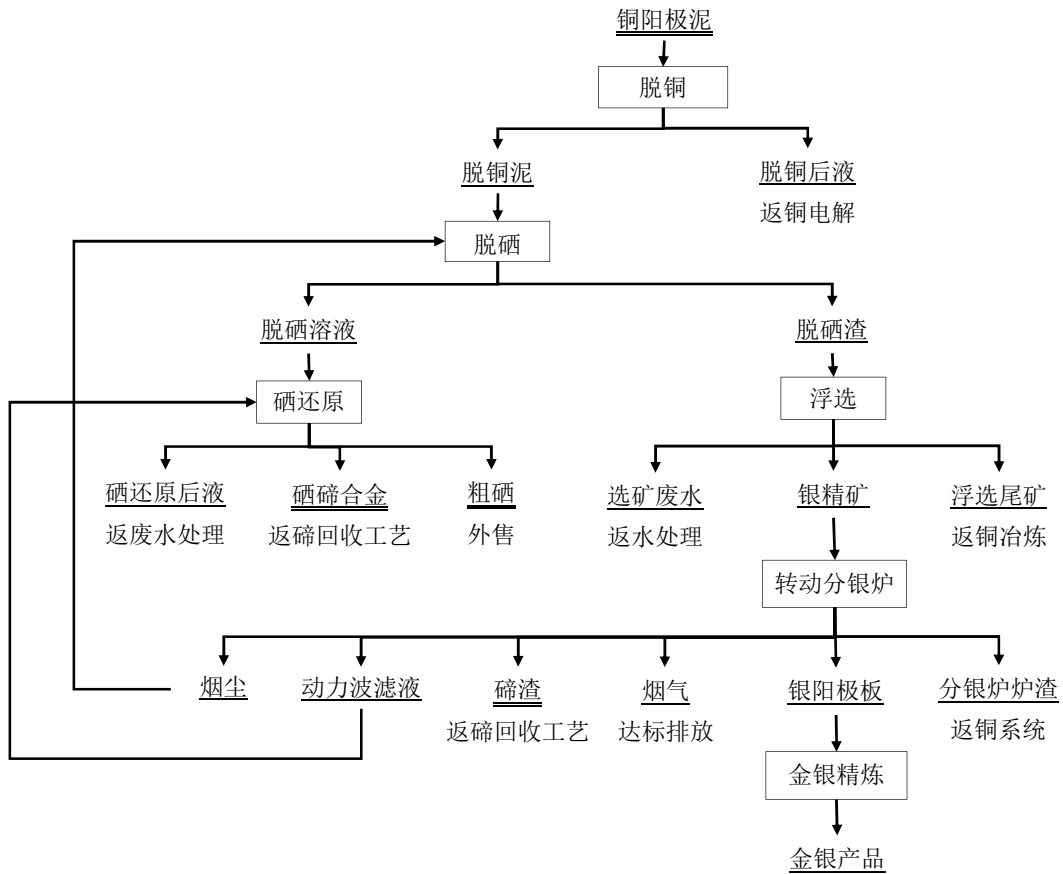 铜阳极泥
脱铜
脱铜泥
脱铜后液
返铜电解
脱硒
脱硒溶液
脱硒渣
硒还原
浮选
硒还原后液
返废水处理
硒碲合金
返碲回收工艺
粗硒
外售
选矿废水
返水处理
银精矿
浮选尾矿
返铜冶炼
转动分银炉
烟尘
动力波滤液
碲渣
返碲回收工艺
烟气
达标排放
银阳极板
分银炉炉渣
返铜系统
金银精炼
金银产品